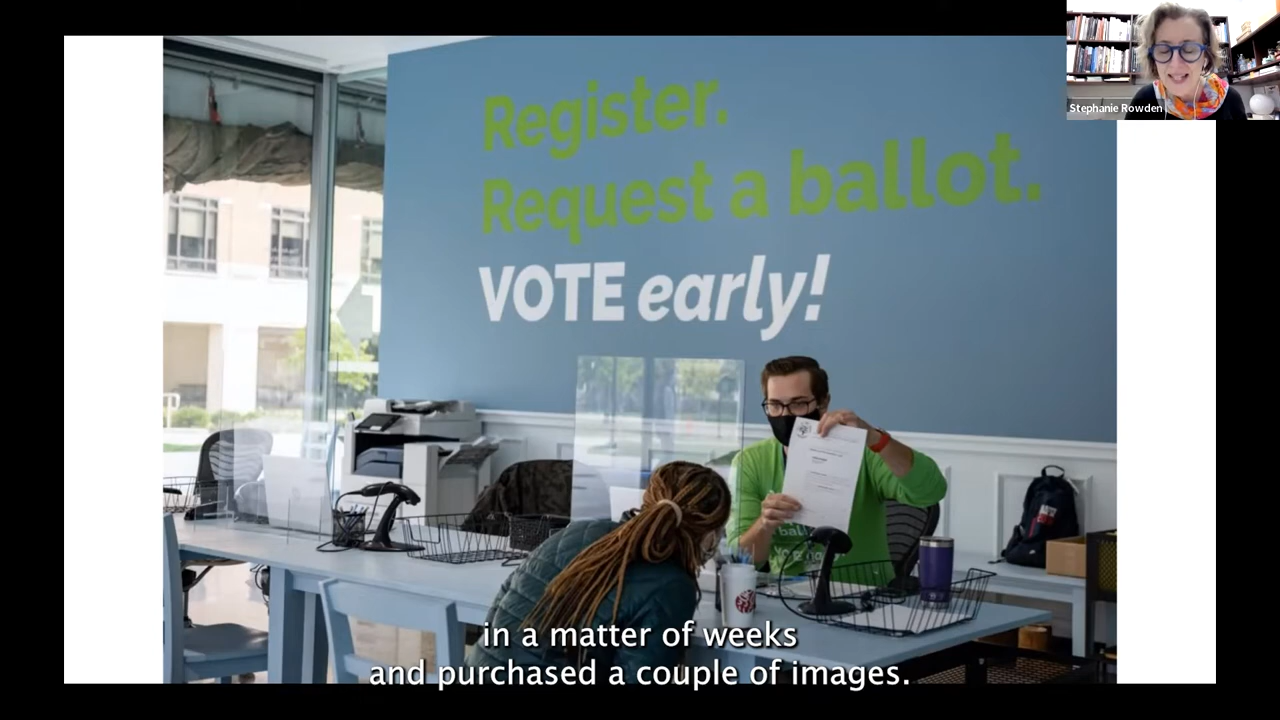 Register.
Request a ballot.
VOTE early!
Stephanie Rowden
in a matter of weeks
and purchased a couple of images.